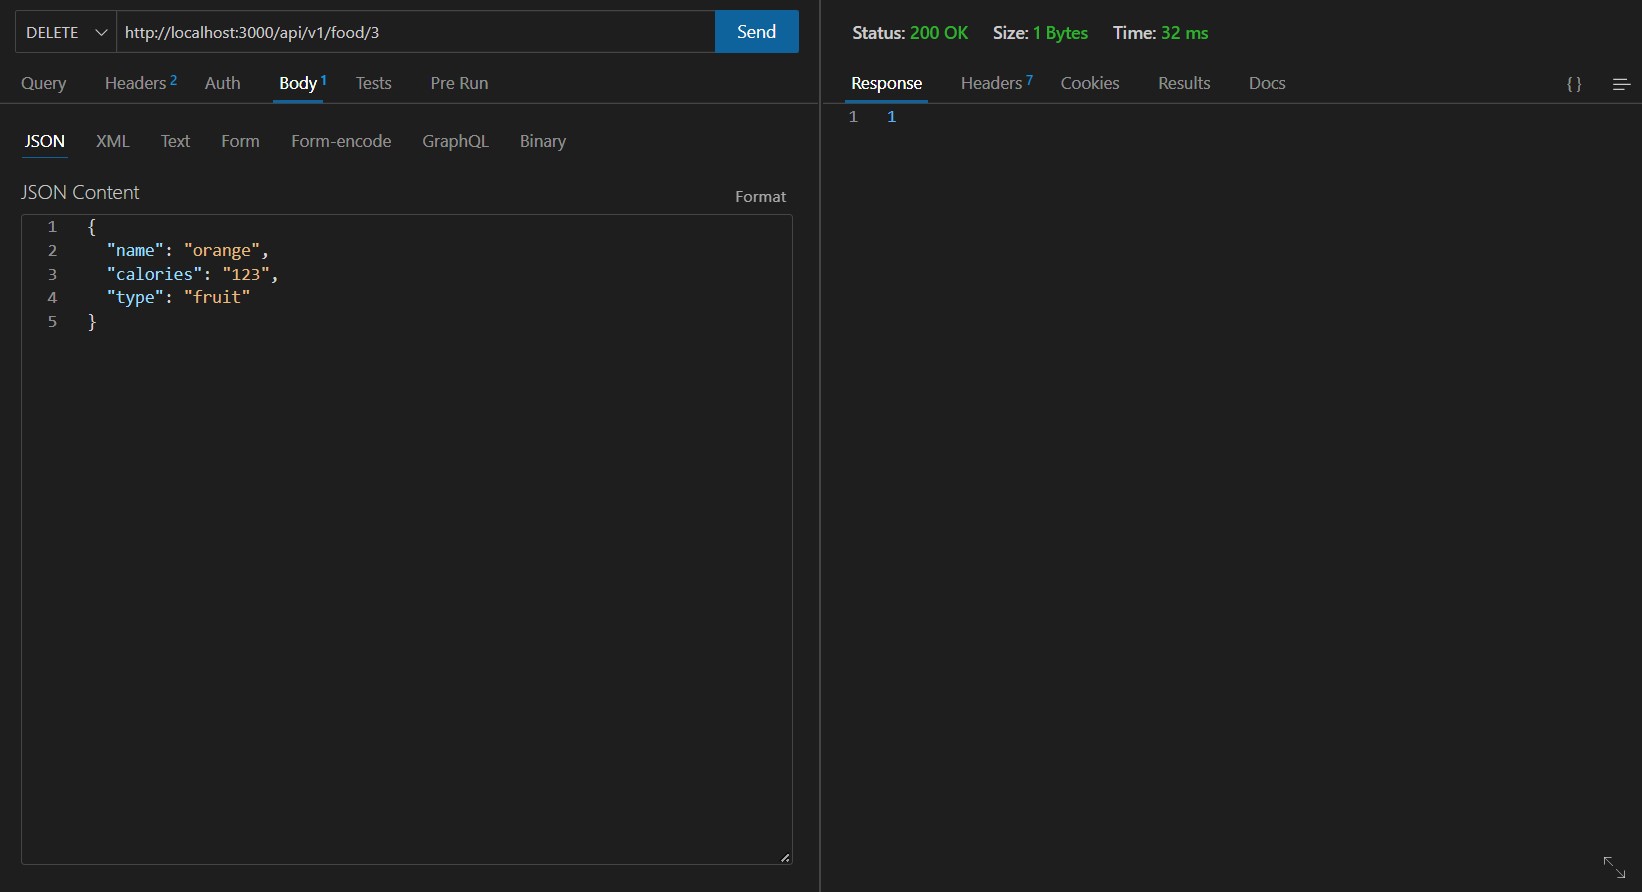 DELETE http://localhost:3000/api/v1/food/3 Send
Query Headers 2 Auth Body 1 Tests Pre Run
JSON XML Text Form Form-encode GraphQL Binary
JSON Content
Format
1 {
2 "name": "orange",
3 "calories": "123",
4 "type": "fruit"
5 }
Status: 200 OK Size: 1 Bytes Time: 32 ms
Response Headers 7 Cookies Results Docs {}
1 1